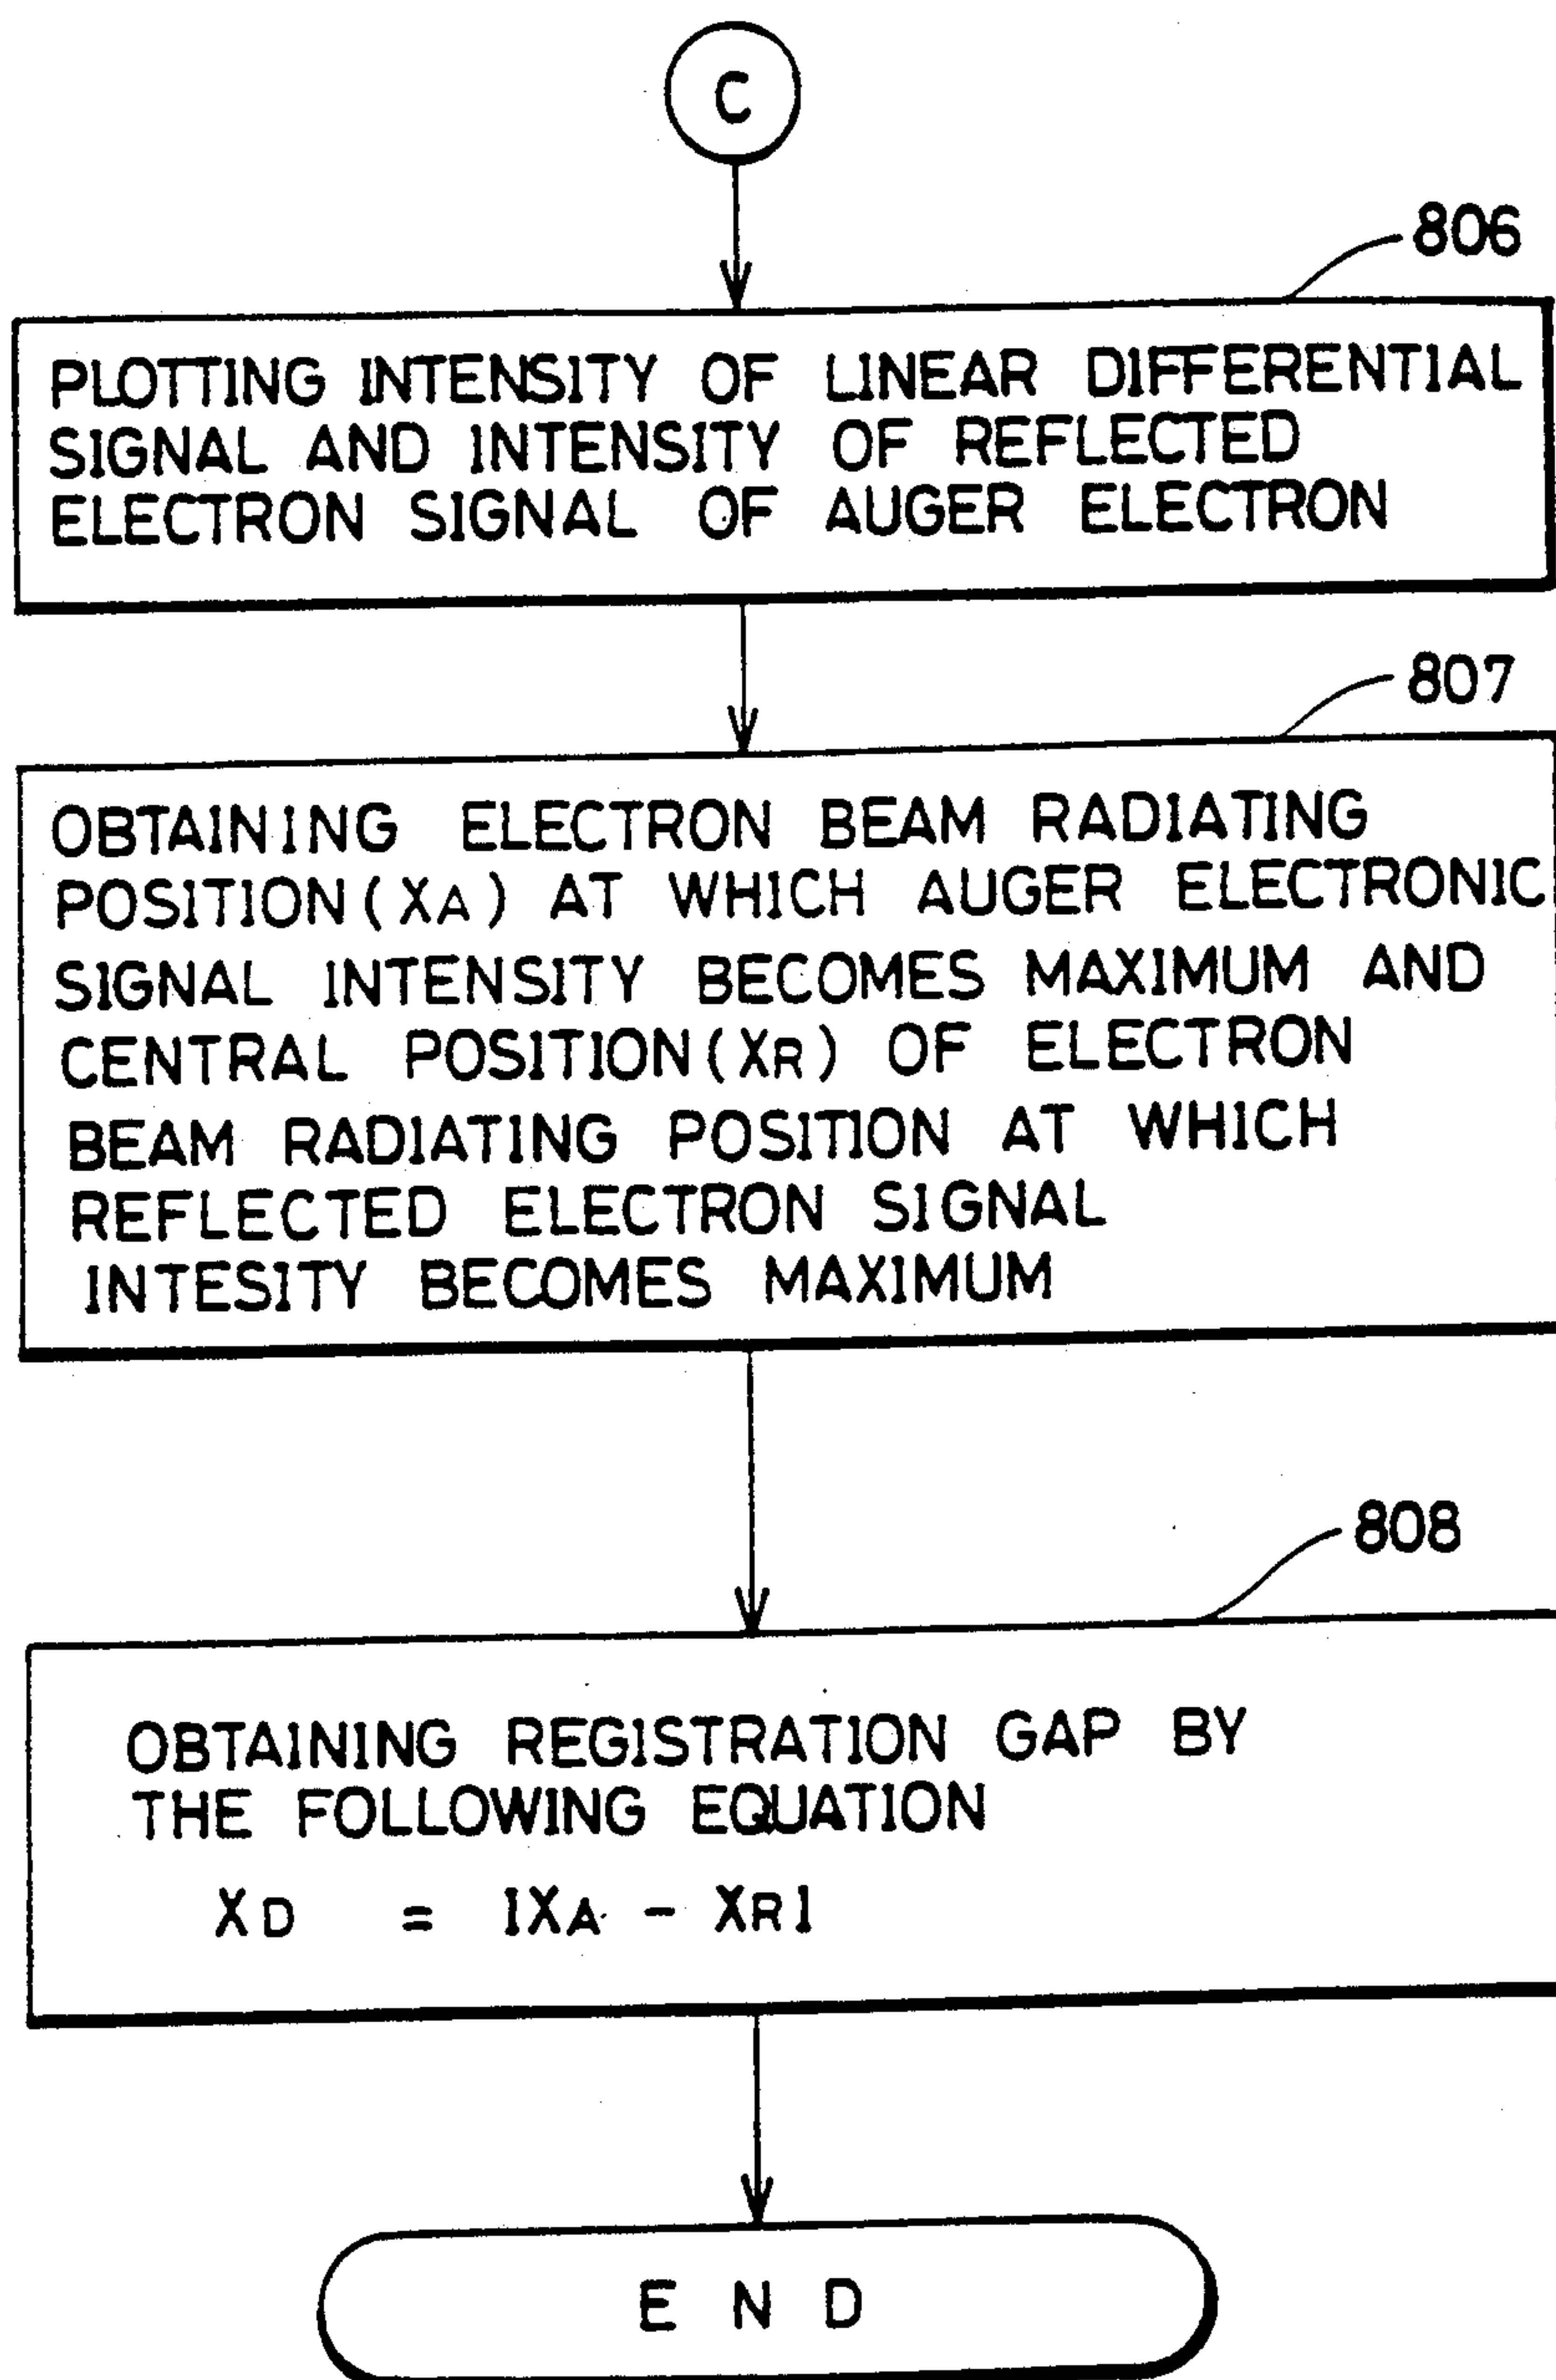 C
806
PLOTTING INTENSITY OF LINEAR DIFFERENTIAL
SIGNAL AND INTENSITY OF REFLECTED
ELECTRON SIGNAL OF AUGER ELECTRON
807
OBTAINING ELECTRON BEAM RADIATING
POSITION(XA) AT WHICH AUGER ELECTRONIC
SIGNAL INTENSITY BECOMES MAXIMUM AND
CENTRAL POSITION(XR) OF ELECTRON
BEAM RADIATING POSITION AT WHICH
REFLECTED ELECTRON SIGNAL
INTESITY BECOMES MAXIMUM
808
OBTAINING REGISTRATION GAP BY
THE FOLLOWING EQUATION
XD = |XA - XR|
END